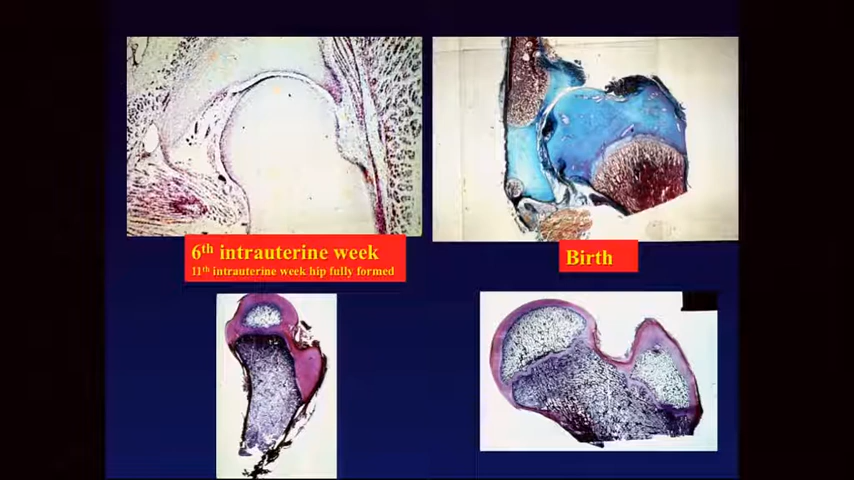 6th intrauterine week
11th intrauterine week hip fully formed
Birth